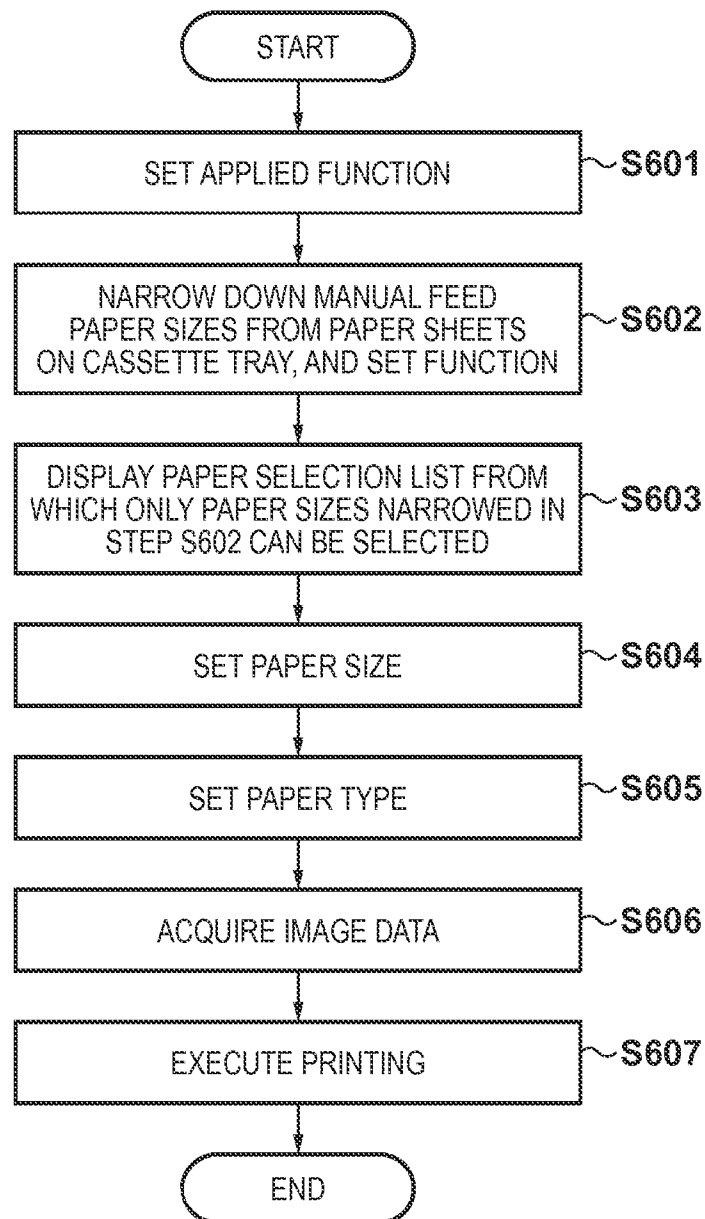 START
SET APPLIED FUNCTION
S601
NARROW DOWN MANUAL FEED
PAPER SIZES FROM PAPER SHEETS
ON CASSETTE TRAY, AND SET FUNCTION
S602
DISPLAY PAPER SELECTION LIST FROM
WHICH ONLY PAPER SIZES NARROWED IN
STEP S602 CAN BE SELECTED
S603
SET PAPER SIZE
S604
SET PAPER TYPE
S605
ACQUIRE IMAGE DATA
S606
EXECUTE PRINTING
S607
END